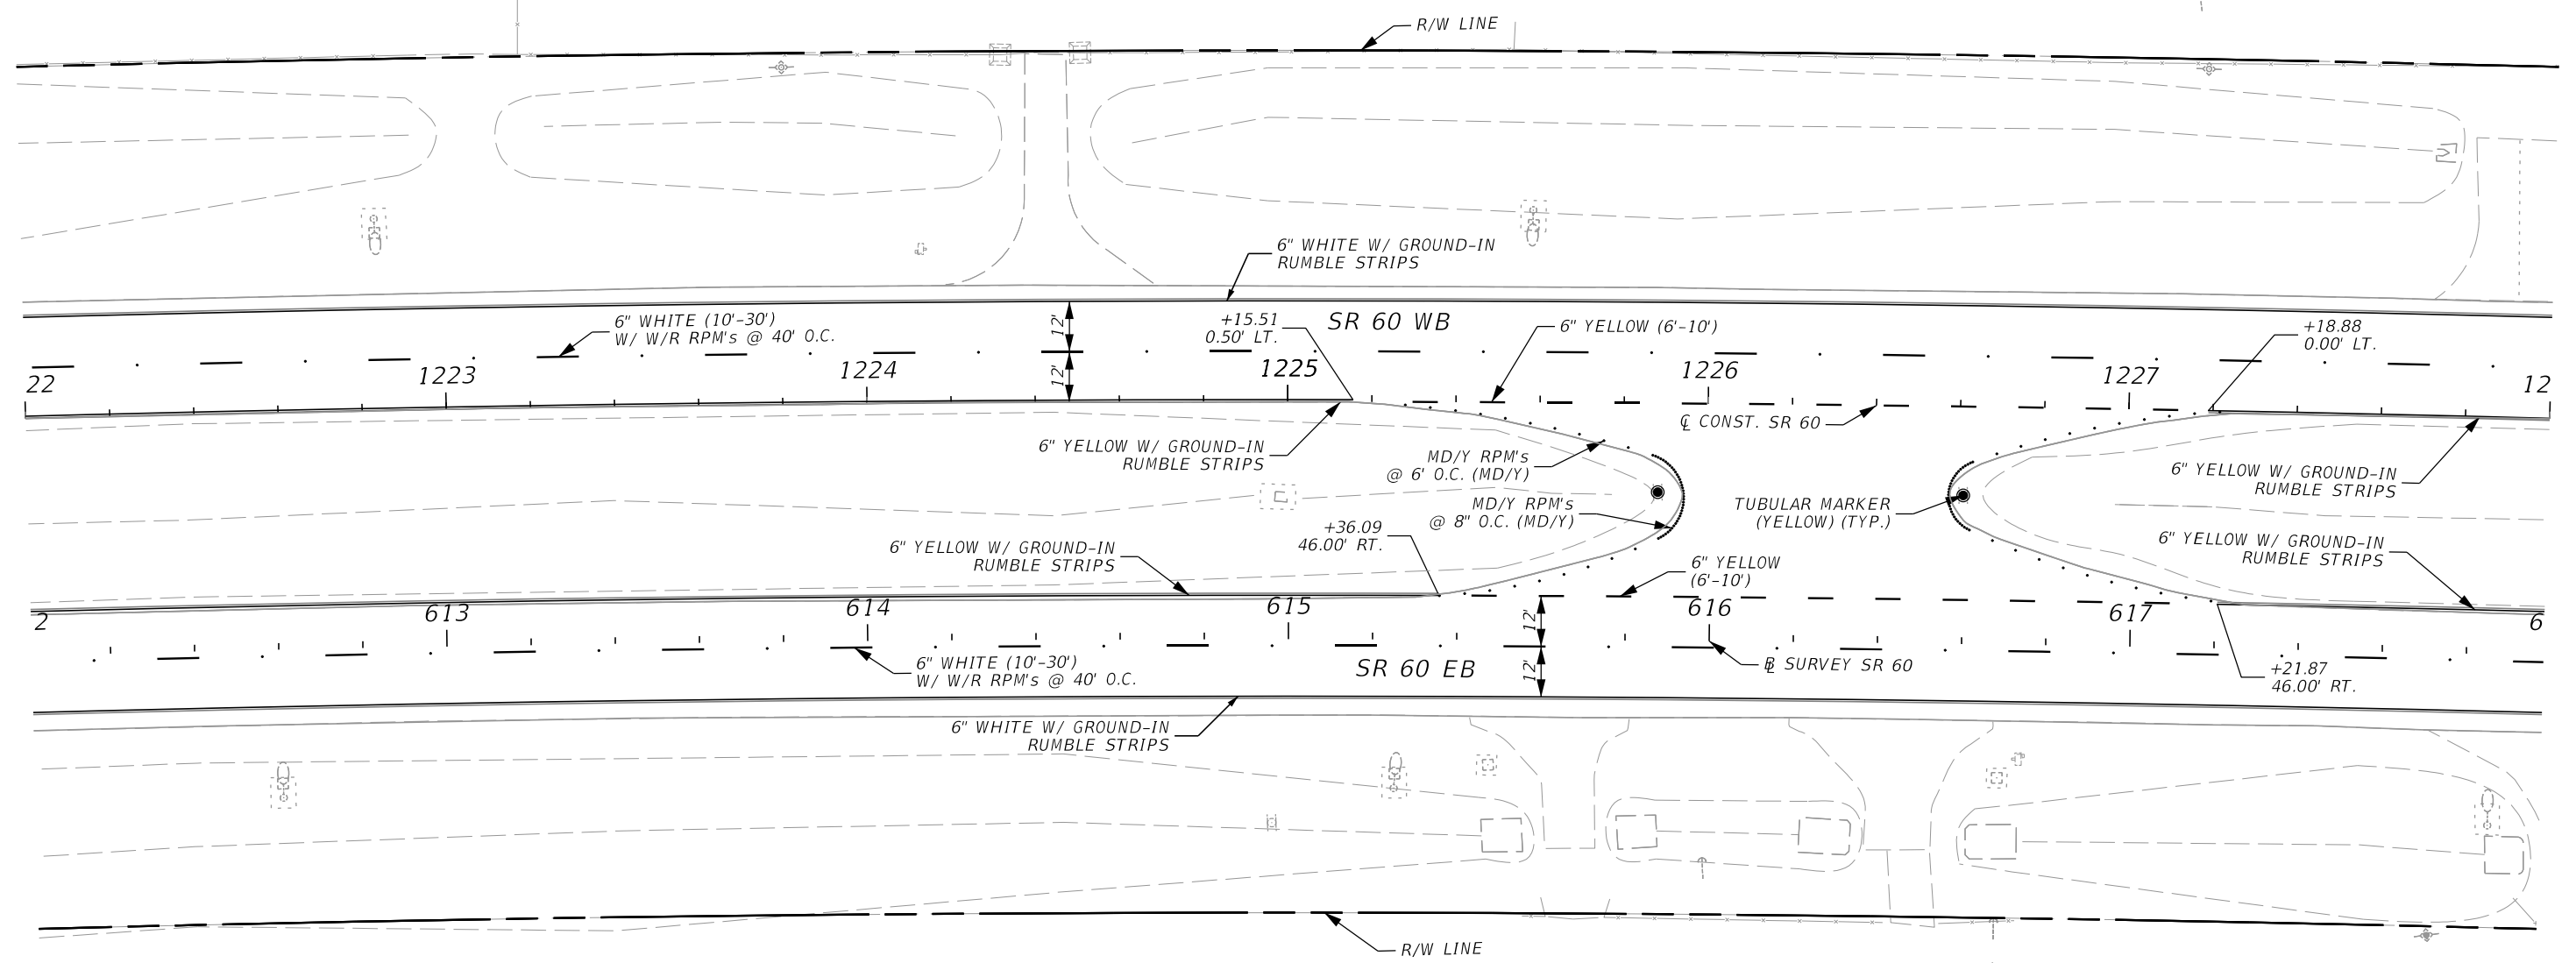 R/W LINE
6" WHITE W/ GROUND-IN
RUMBLE STRIPS
6" WHITE (10'-30')
W/ W/R RPM's @ 40' O.C.
12'
+15.51
0.50' LT.
SR 60 WB
6" YELLOW (6'-10')
+18.88
0.00' LT.
12'
22
1223
1224
1225
1226
1227
12
℄ CONST. SR 60
6" YELLOW W/ GROUND-IN
RUMBLE STRIPS
MD/Y RPM's
@ 6' O.C. (MD/Y)
6" YELLOW W/ GROUND-IN
RUMBLE STRIPS
MD/Y RPM's
@ 8" O.C. (MD/Y)
TUBULAR MARKER
(YELLOW) (TYP.)
+36.09
46.00' RT.
6" YELLOW W/ GROUND-IN
RUMBLE STRIPS
6" YELLOW W/ GROUND-IN
RUMBLE STRIPS
6" YELLOW
(6'-10')
2
613
614
615
616
617
6
12'
6" WHITE (10'-30')
W/ W/R RPM's @ 40' O.C.
SR 60 EB
12'
BL SURVEY SR 60
+21.87
46.00' RT.
6" WHITE W/ GROUND-IN
RUMBLE STRIPS
R/W LINE